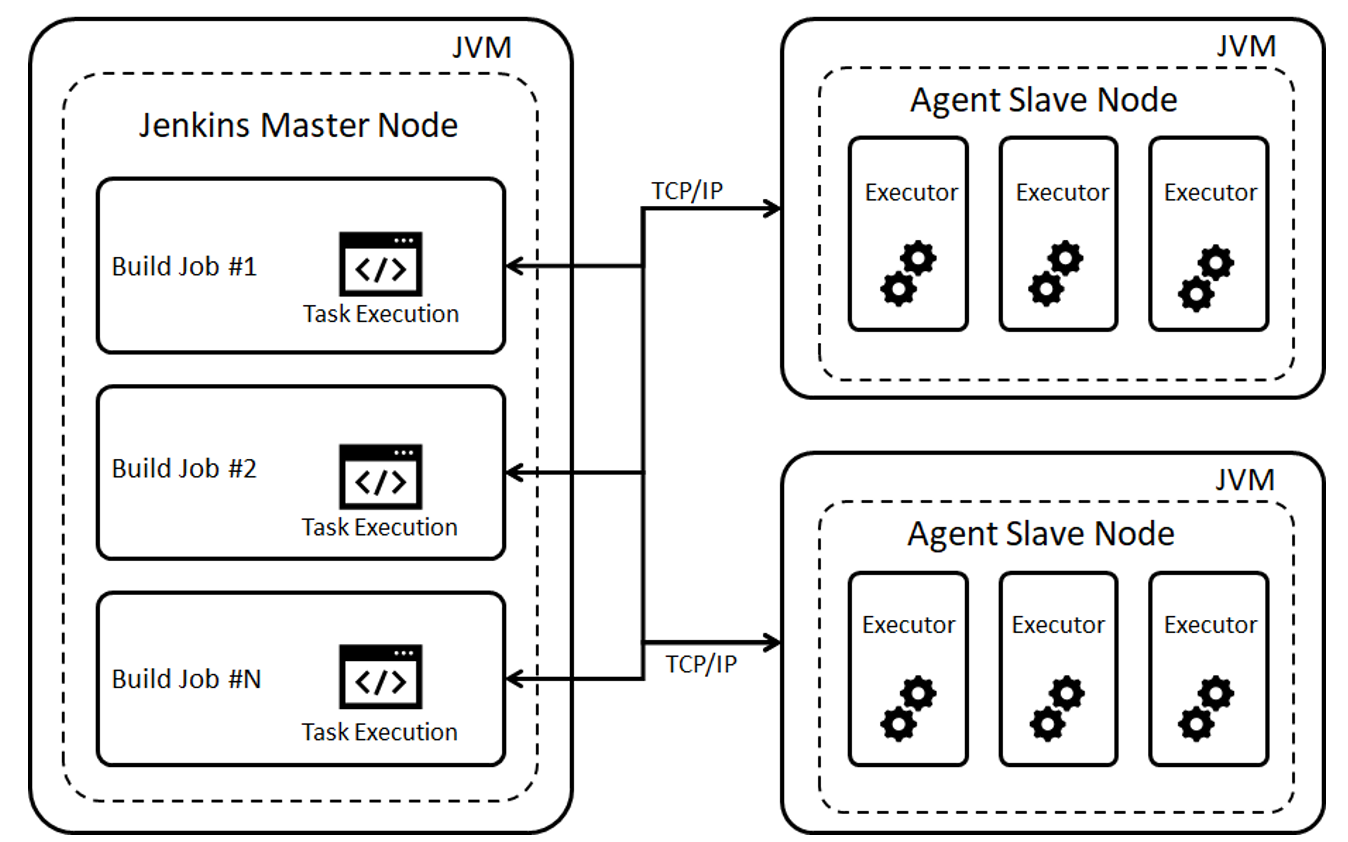 JVM
Jenkins Master Node
Build Job #1
</>
Task Execution
Build Job #2
</>
Task Execution
Build Job #N
</>
Task Execution
TCP/IP
TCP/IP
JVM
Agent Slave Node
Executor
Executor
Executor
JVM
Agent Slave Node
Executor
Executor
Executor